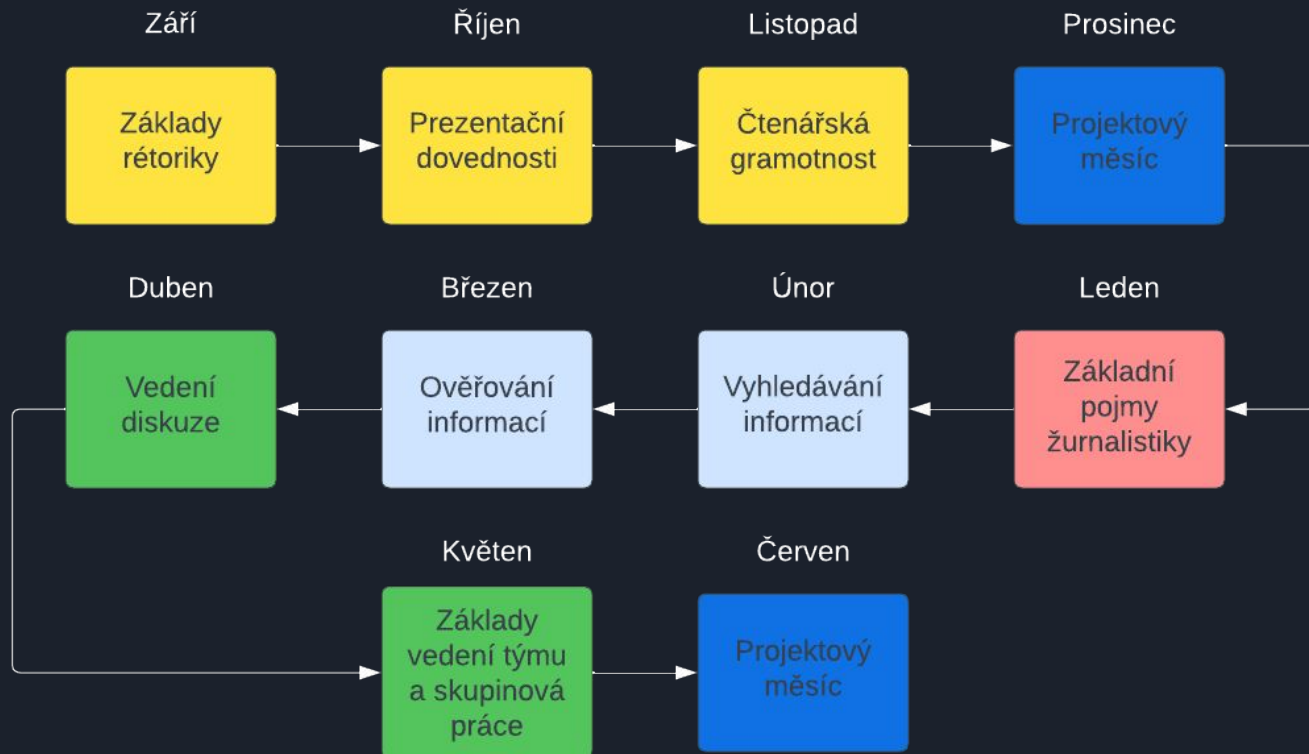 Září
Říjen
Listopad
Prosinec
Základy
rétoriky
Prezentační
dovednosti
Čtenářská
gramotnost
Projektový
měsíc
Duben
Březen
Únor
Leden
Vedení
diskuze
Ověřování
informací
Vyhledávání
informací
Základní
pojmy
žurnalistiky
Květen
Červen
Základy
vedení týmu
a skupinová
práce
Projektový
měsíc